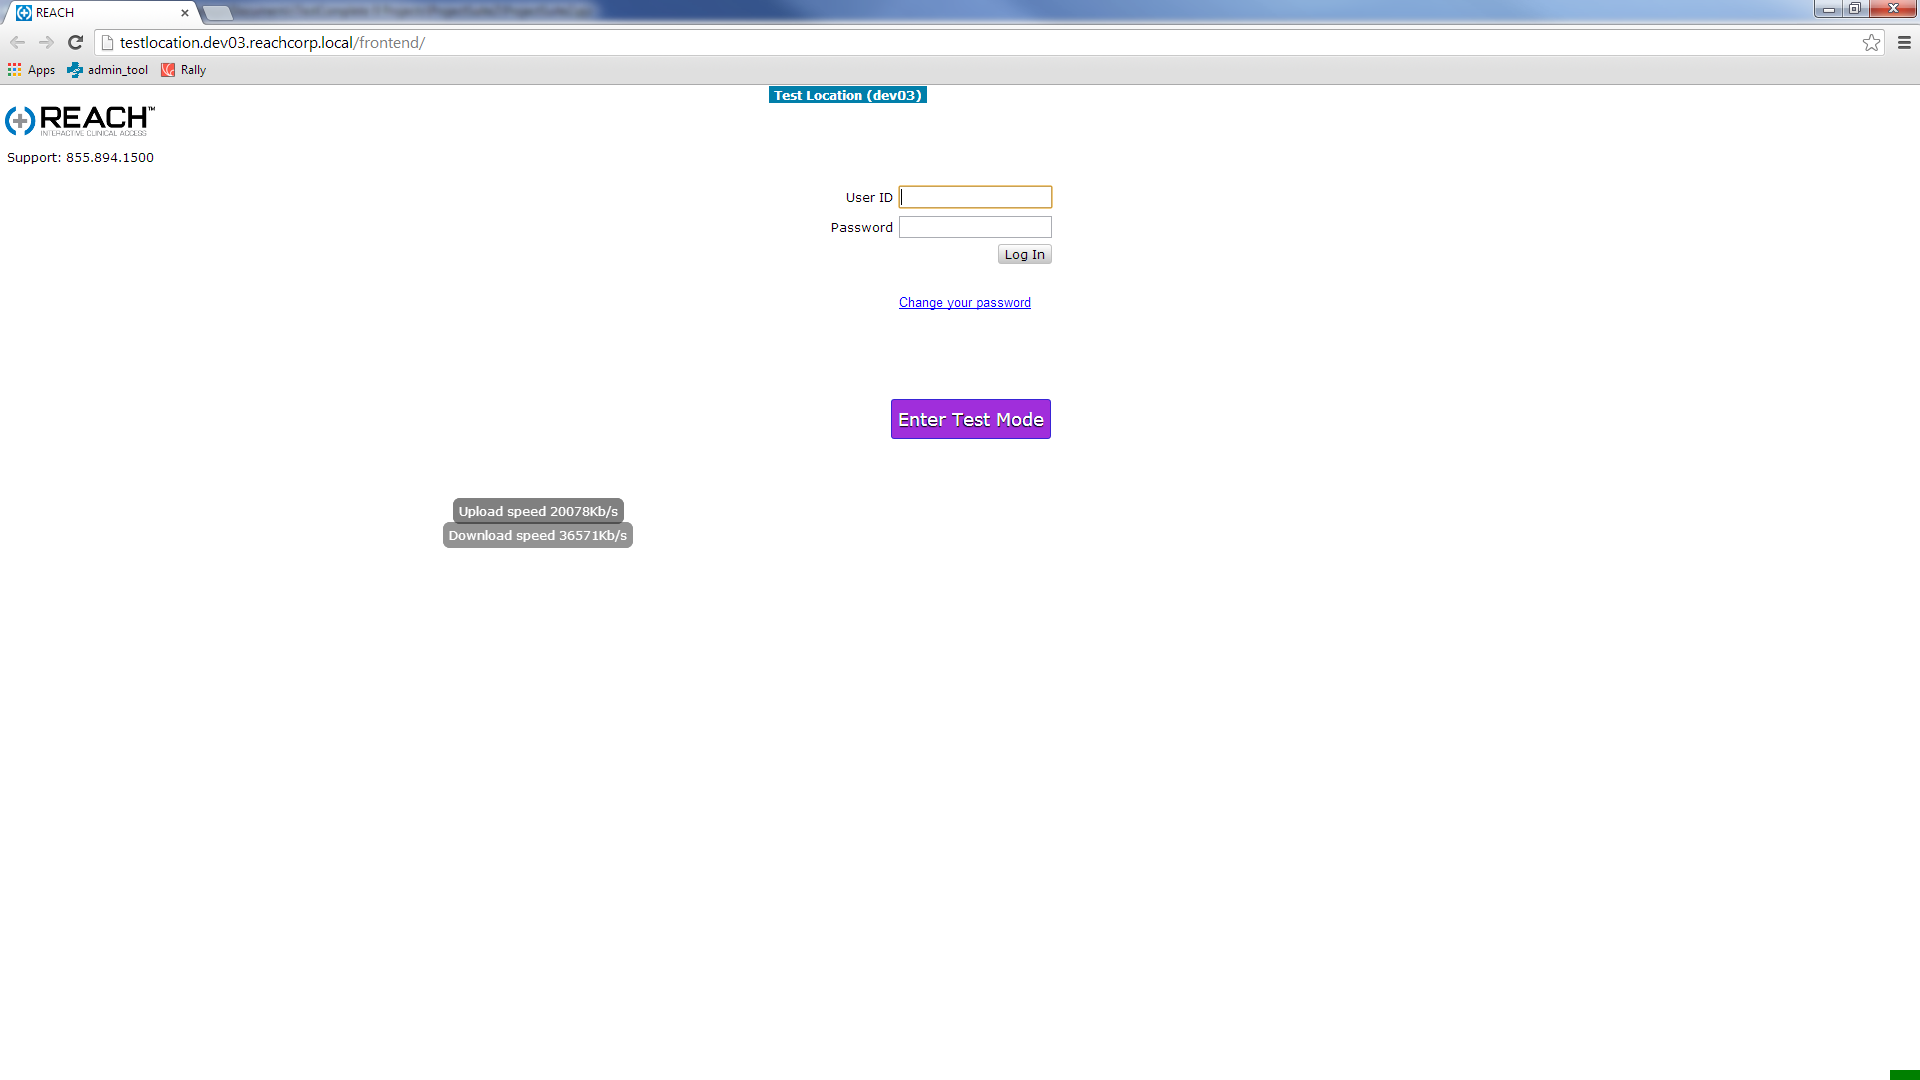 REACH
testlocation.dev03.reachcorp.local/frontend/
Apps admin_tool Rally
Test Location (dev03)
REACH™
INTERACTIVE CLINICAL ACCESS
Support: 855.894.1500
User ID
Password
Log In
Change your password
Enter Test Mode
Upload speed 20078Kb/s
Download speed 36571Kb/s